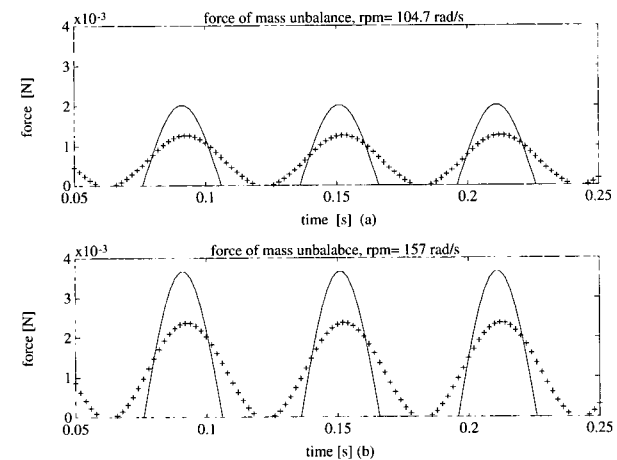 force of mass unbalance, rpm= 104.7 rad/s
x10-3
4
3
2
1
0
force [N]
0.05 0.1 0.15 0.2 0.25
time [s] (a)
force of mass unbalabce, rpm= 157 rad/s
x10-3
4
3
2
1
0
force [N]
0.05 0.1 0.15 0.2 0.25
time [s] (b)